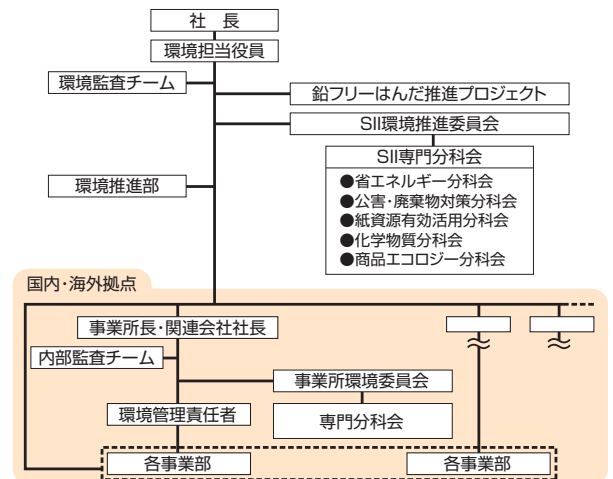 社　長
環境担当役員
環境監査チーム
鉛フリーはんだ推進プロジェクト
SII環境推進委員会
SII専門分科会
●省エネルギー分科会
●公害・廃棄物対策分科会
●紙資源有効活用分科会
●化学物質分科会
●商品エコロジー分科会
環境推進部
国内・海外拠点
事業所長・関連会社社長
内部監査チーム
事業所環境委員会
専門分科会
環境管理責任者
各事業部
各事業部